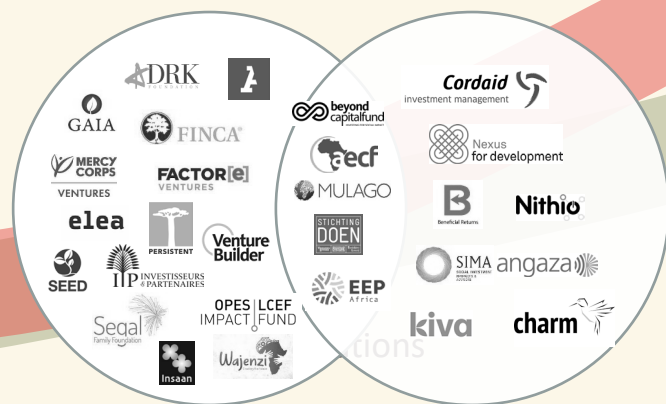 DRK
FOUNDATION
GAIA
FINCA®
MERCY
CORPS
VENTURES
FACTOR[e]
VENTURES
elea
PERSISTENT
Venture
Builder
SEED
IIP INVESTISSEURS
& PARTENAIRES
Segal
Family Foundation
OPES LCEF
IMPACT FUND
Insaan
Wajenzi
beyond
capitalfund
aecf
MULAGO
STICHTING
DOEN
EEP
Africa
tions
Cordaid
investment management
Nexus
for development
B
Beneficial Returns
Nithio
SIMA
angaza
kiva
charm